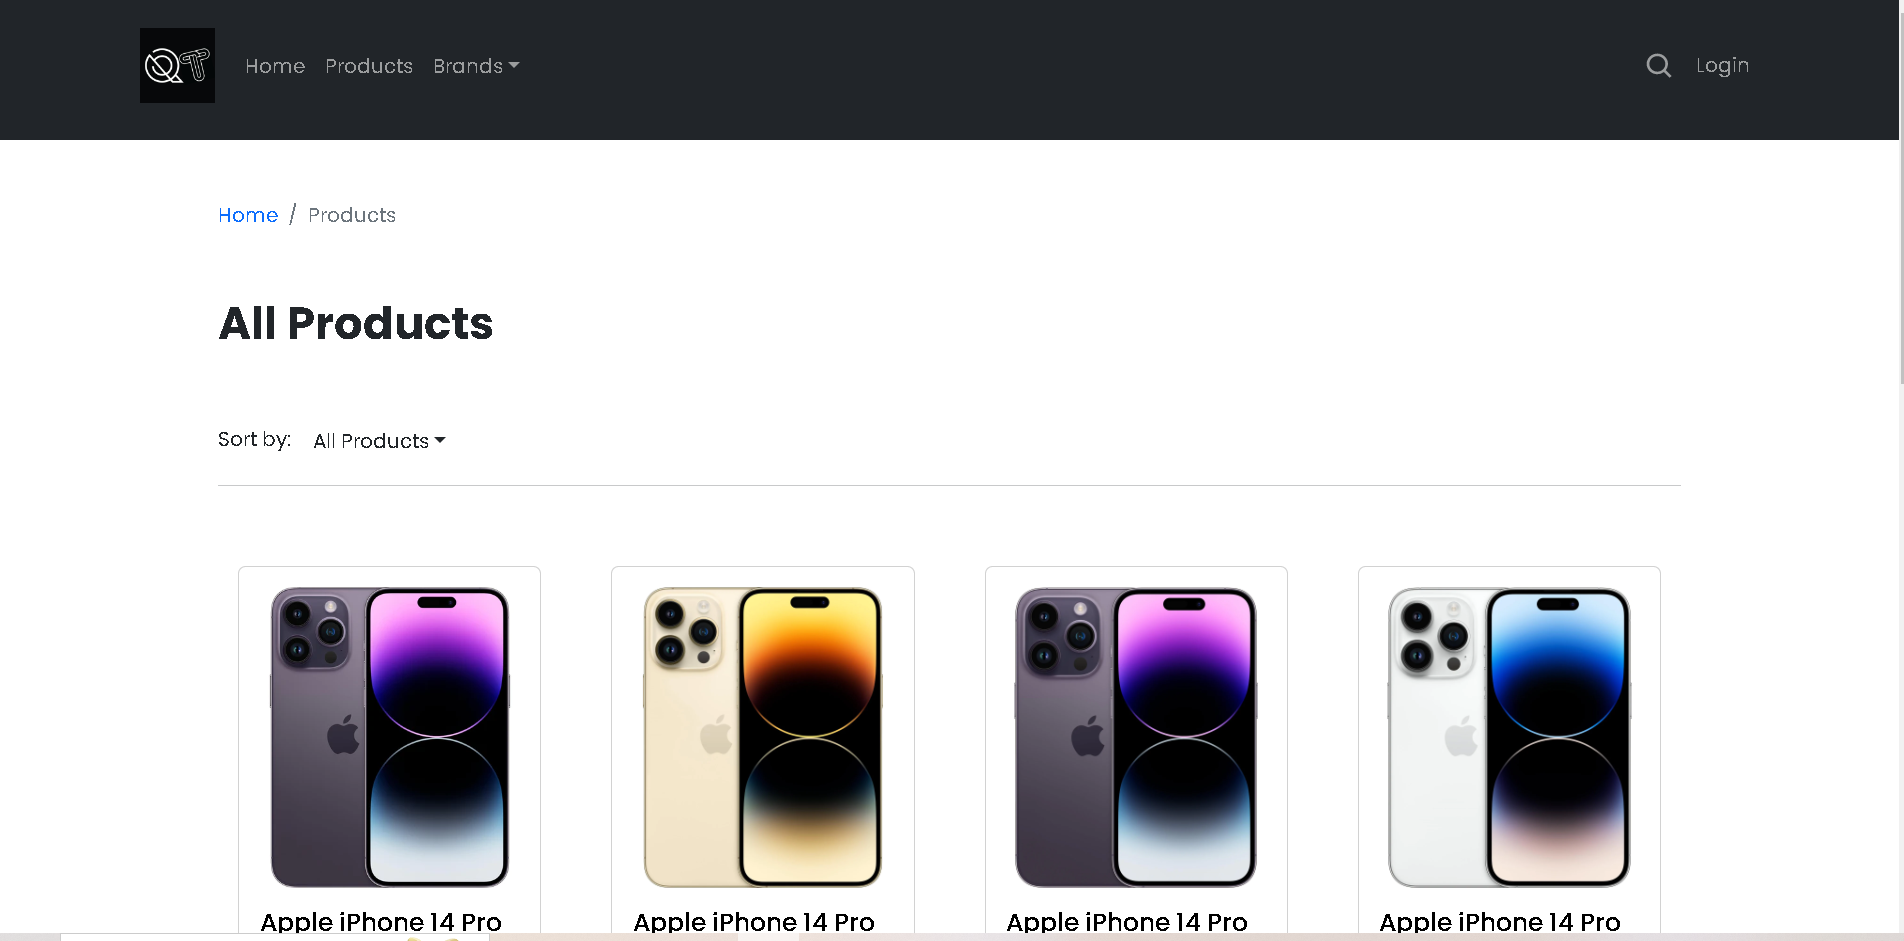 QT Home Products Brands Login
Home / Products
All Products
Sort by: All Products
Apple iPhone 14 Pro Apple iPhone 14 Pro Apple iPhone 14 Pro Apple iPhone 14 Pro